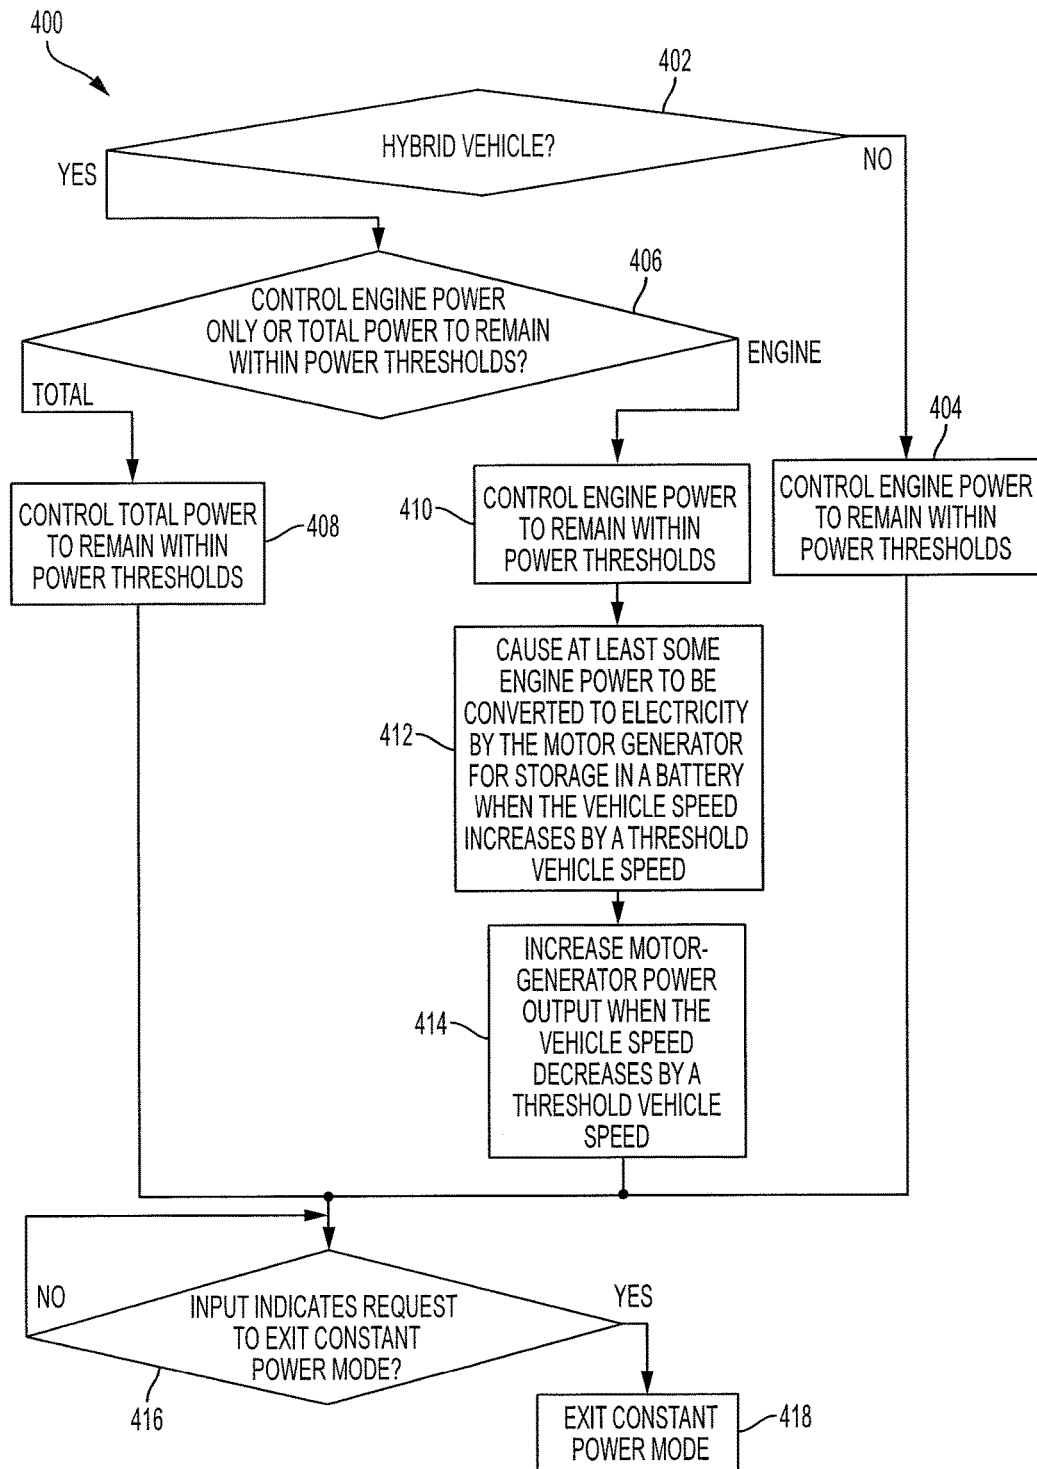 400
402
HYBRID VEHICLE?
YES
NO
406
CONTROL ENGINE POWER
ONLY OR TOTAL POWER TO REMAIN
WITHIN POWER THRESHOLDS?
ENGINE
TOTAL
404
CONTROL TOTAL POWER
TO REMAIN WITHIN
POWER THRESHOLDS
408
410
CONTROL ENGINE POWER
TO REMAIN WITHIN
POWER THRESHOLDS
CONTROL ENGINE POWER
TO REMAIN WITHIN
POWER THRESHOLDS
412
CAUSE AT LEAST SOME
ENGINE POWER TO BE
CONVERTED TO ELECTRICITY
BY THE MOTOR GENERATOR
FOR STORAGE IN A BATTERY
WHEN THE VEHICLE SPEED
INCREASES BY A THRESHOLD
VEHICLE SPEED
414
INCREASE MOTOR-
GENERATOR POWER
OUTPUT WHEN THE
VEHICLE SPEED
DECREASES BY A
THRESHOLD VEHICLE
SPEED
NO
YES
INPUT INDICATES REQUEST
TO EXIT CONSTANT
POWER MODE?
416
EXIT CONSTANT
POWER MODE
418